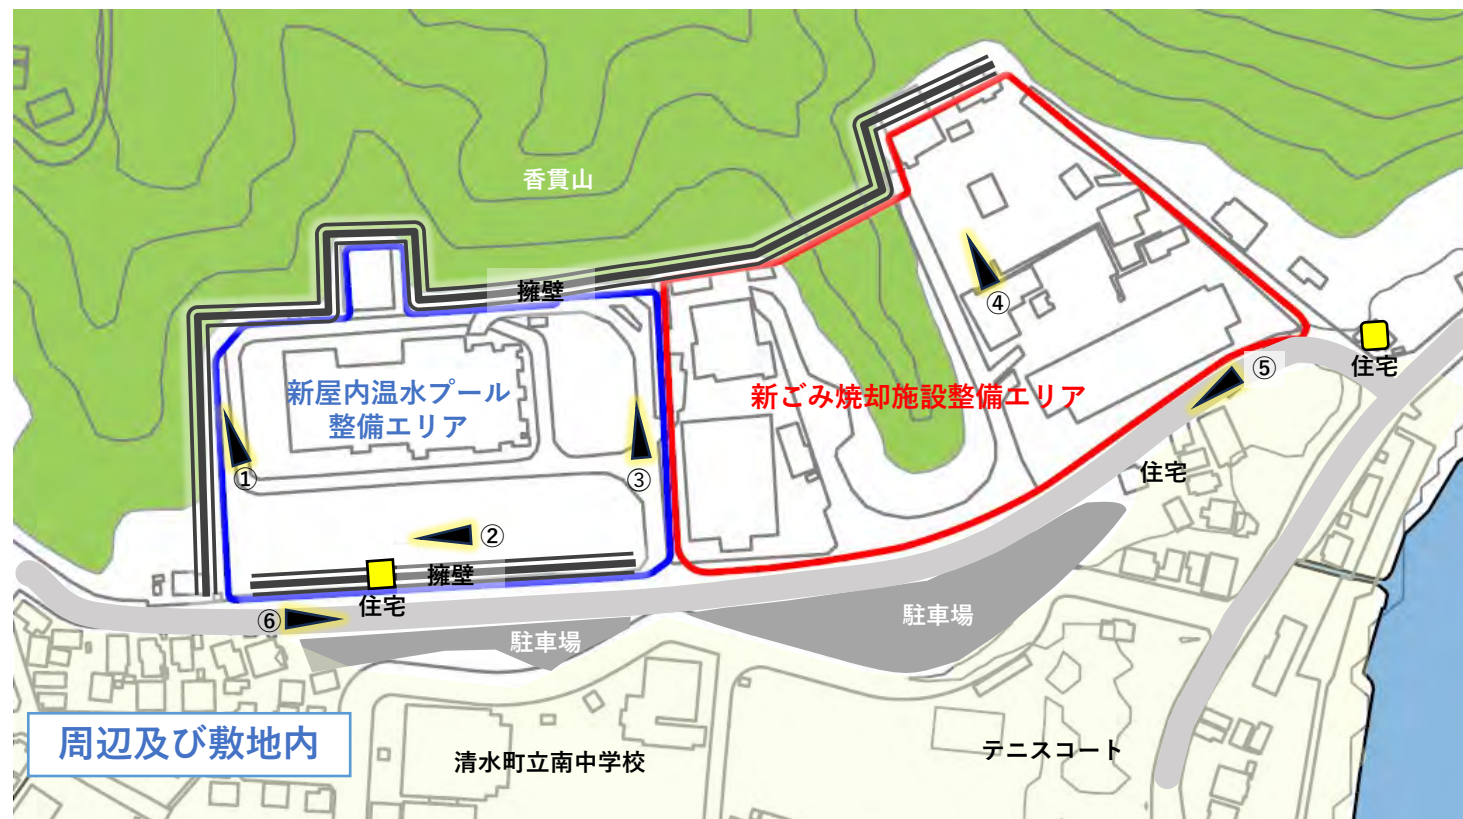 香貫山
擁壁
④
住宅
⑤
新屋内温水プール
整備エリア
新ごみ焼却施設整備エリア
①
③
住宅
②
擁壁
住宅
⑥
駐車場
駐車場
周辺及び敷地内
清水町立南中学校
テニスコート